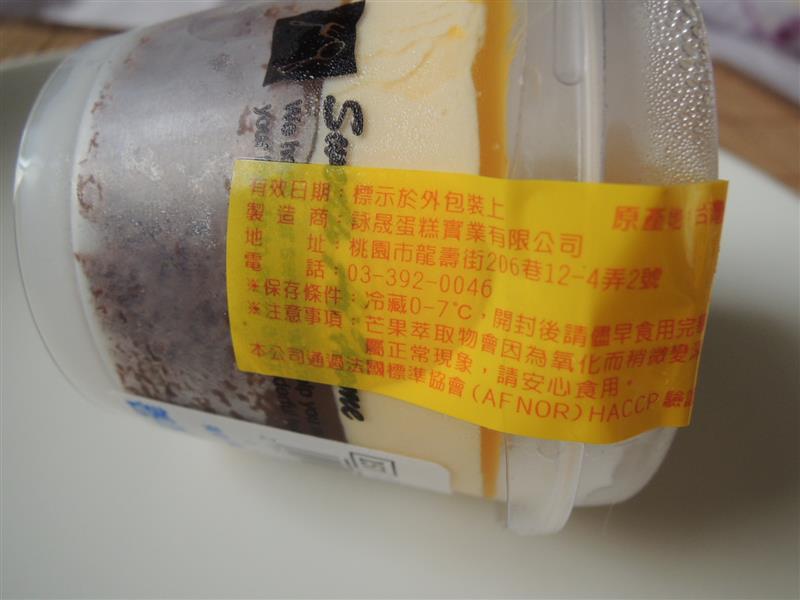 有效日期：標示於外包裝上
原產地：台灣
製 造 商：詠晟蛋糕實業有限公司
地　　址：桃園市龍壽街206巷12-4弄2號
電　　話：03-392-0046
※保存條件：冷藏0-7℃，開封後請儘早食用完畢
※注意事項：芒果萃取物會因為氧化而稍微變深
屬正常現象，請安心食用。
本公司通過法國標準協會(AFNOR)HACCP 驗